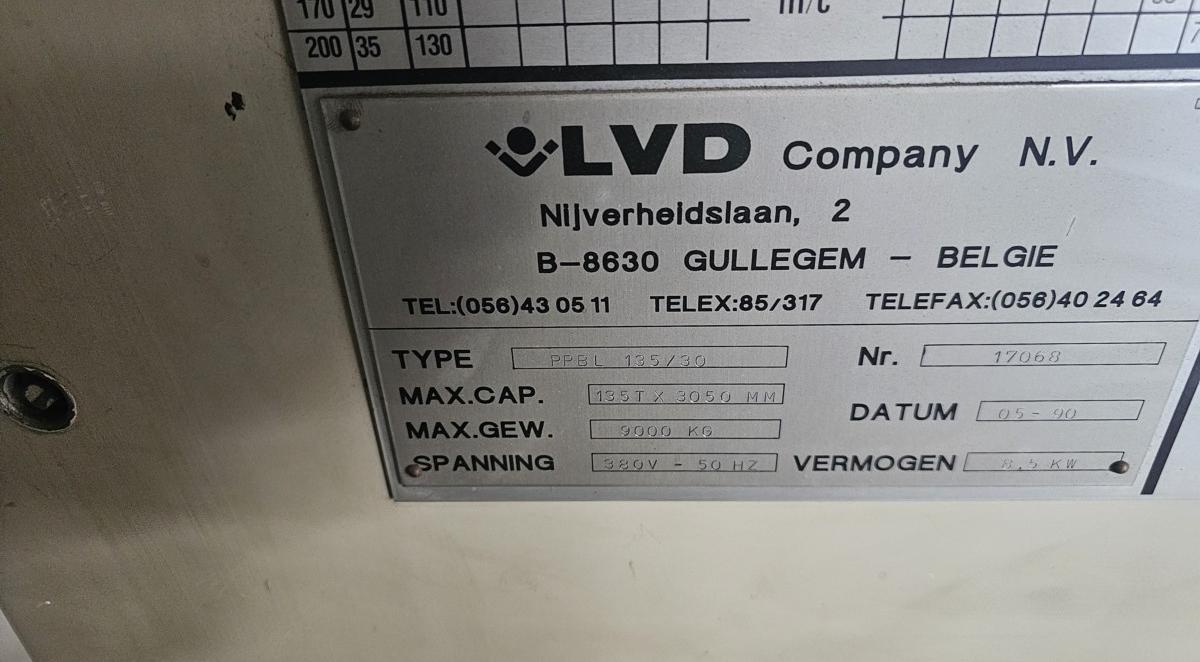 170 29 110
m/c
200 35 130
LVD Company N.V.
Nijverheidslaan, 2
B-8630 GULLEGEM - BELGIE
TEL:(056)43 05 11 TELEX:85/317 TELEFAX:(056)40 24 64
TYPE PPBL 135/30 Nr. 17068
MAX.CAP. 135T X 3050 MM
DATUM 05-90
MAX.GEW. 9000 KG
SPANNING 380V - 50 HZ VERMOGEN 8,5 KW